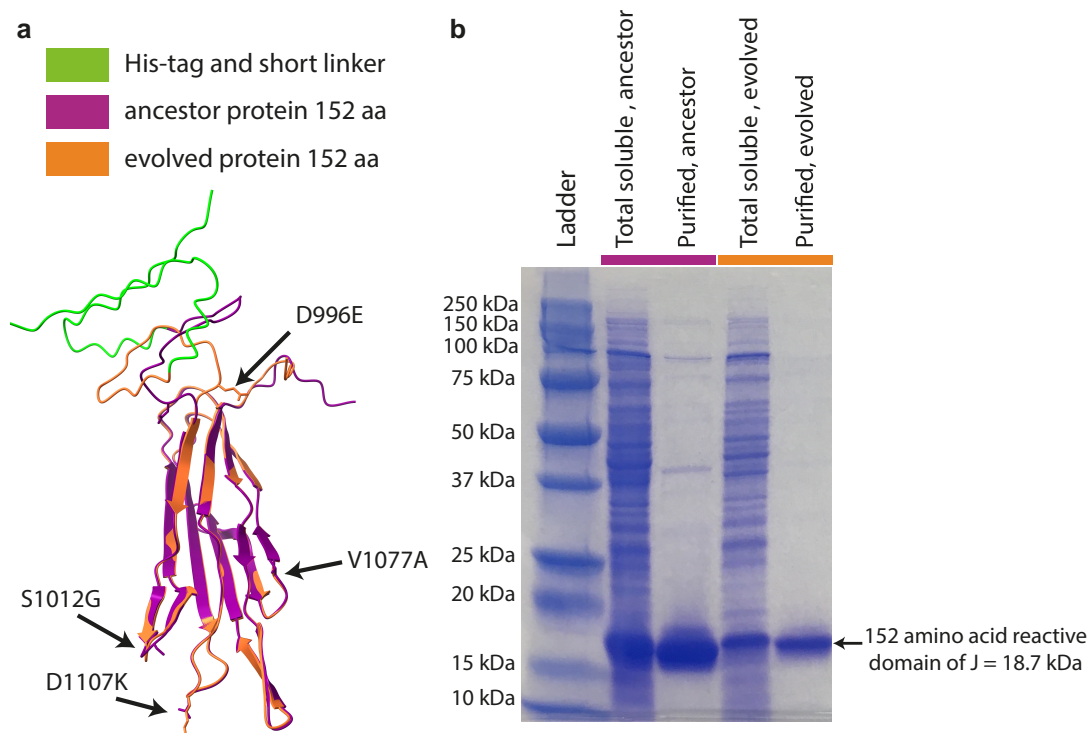 a
His-tag and short linker
ancestor protein 152 aa
evolved protein 152 aa
D996E
V1077A
S1012G
D1107K
b
Ladder
Total soluble , ancestor
Purified, ancestor
Total soluble, evolved
Purified, evolved
250 kDa
150 kDa
100 kDa
75 kDa
50 kDa
37 kDa
25 kDa
20 kDa
15 kDa
10 kDa
152 amino acid reactive
domain of J = 18.7 kDa